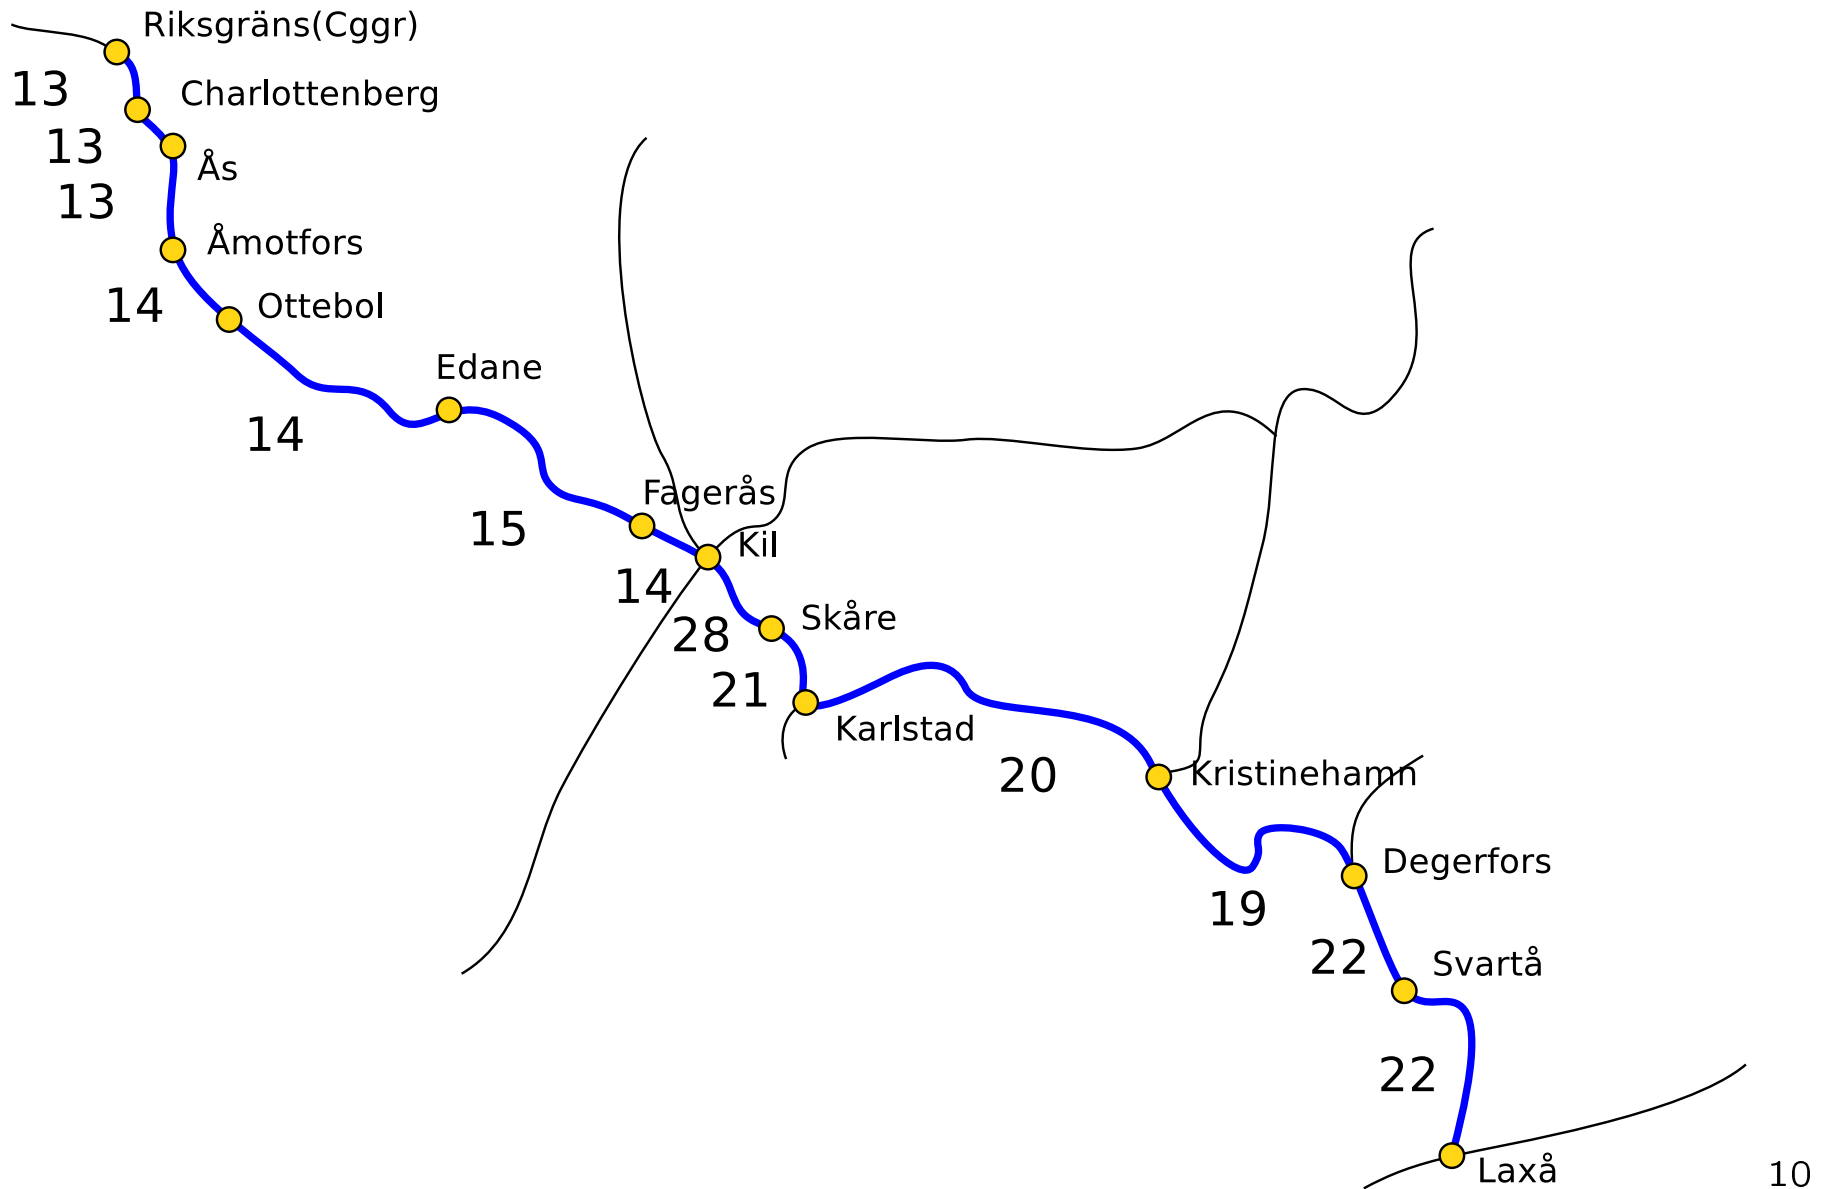 Riksgräns(Cggr)
13
Charlottenberg
13
Ås
13
Åmotfors
14
Ottebol
Edane
14
Fagerås
15
Kil
14
Skåre
28
21
Karlstad
20
Kristinehamn
Degerfors
19
22
Svartå
22
Laxå
10